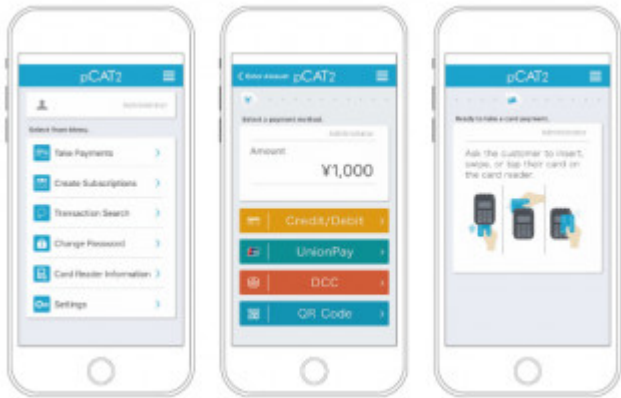 pCAT2
Select from Menu.
Take Payments
Create Subscriptions
Transaction Search
Change Password
Card Reader Information
Settings
Enter Amount pCAT2
Select a payment method.
Amount
¥1,000
Credit/Debit
UnionPay
DCC
QR Code
pCAT2
Ready to take a card payment.
Ask the customer to insert,
swipe, or tap their card on
the card reader.